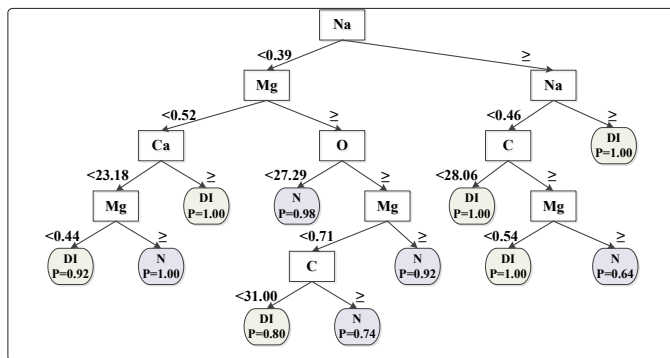 Na
<0.39 ≥
Mg Na
<0.52 ≥ <0.46 ≥
Ca O C DI
P=1.00
<23.18 ≥ <27.29 ≥ <28.06 ≥
Mg DI N Mg DI Mg
P=1.00 P=0.98 P=1.00
<0.44 ≥ <0.71 ≥ <0.54 ≥
DI N C N DI N
P=0.92 P=1.00 P=0.92 P=1.00 P=0.64
<31.00 ≥
DI N
P=0.80 P=0.74